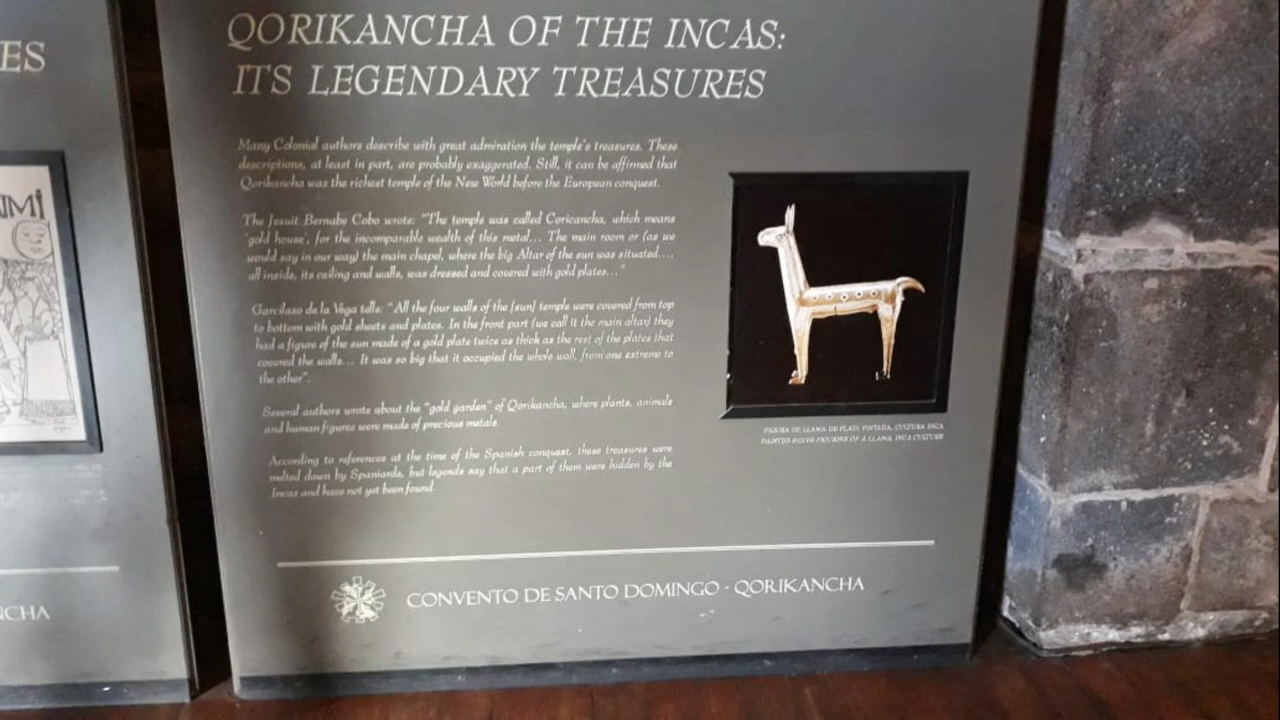 ES
NMI
NCHA
QORIKANCHA OF THE INCAS:
ITS LEGENDARY TREASURES
Many Colonial authors describe with great admiration the temple's treasures. These
descriptions, at least in part, are probably exaggerated. Still, it can be affirmed that
Qorikancha was the richest temple of the New World before the European conquest.
The Jesuit Bernabe Cobo wrote: "The temple was called Coricancha, which means
'gold house', for the incomparable wealth of this metal... The main room or (as we
would say in our way) the main chapel, where the big Altar of the sun was situated....
all inside, its ceiling and walls, was dressed and covered with gold plates..."
Garcilaso de la Vega tells: "All the four walls of the [sun] temple were covered from top
to bottom with gold sheets and plates. In the front part (we call it the main altar) they
had a figure of the sun made of a gold plate twice as thick as the rest of the plates that
covered the walls... It was so big that it occupied the whole wall, from one extreme to
the other".
Several authors wrote about the "gold garden" of Qorikancha, where plants, animals
and human figures were made of precious metals.
According to references at the time of the Spanish conquest, these treasures were
melted down by Spaniards, but legends say that a part of them were hidden by the
Incas and have not yet been found.
FIGURA DE LLAMA DE PLATA PINTADA, CULTURA INCA
PAINTED SILVER FIGURINE OF A LLAMA, INCA CULTURE
CONVENTO DE SANTO DOMINGO - QORIKANCHA